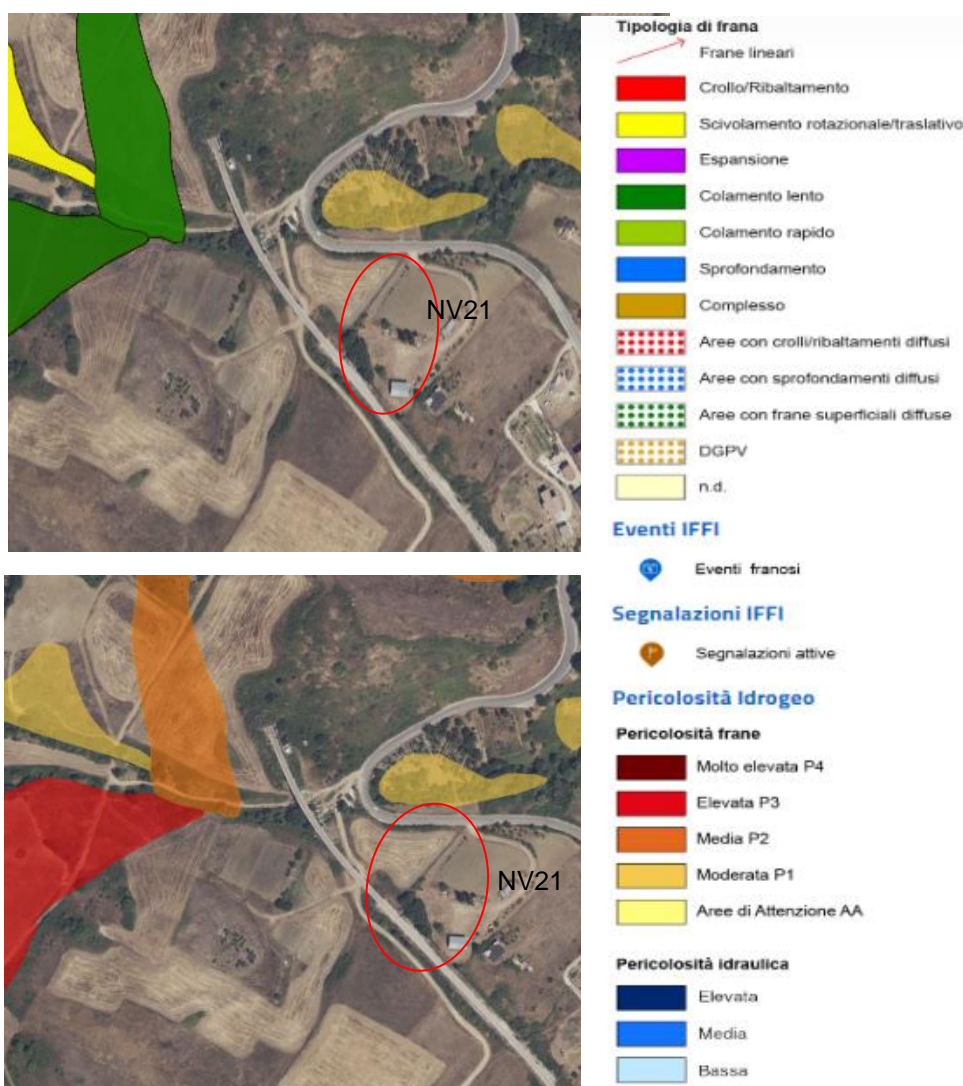 NV21
Tipologia di frana
Frane lineari
Crollo/Ribaltamento
Scivolamento rotazionale/traslativo
Espansione
Colamento lento
Colamento rapido
Sprofondamento
Complesso
Aree con crolli/ribaltamenti diffusi
Aree con sprofondamenti diffusi
Aree con frane superficiali diffuse
DGPV
n.d.
Eventi IFFI
Eventi franosi
Segnalazioni IFFI
Segnalazioni attive
NV21
Pericolosità Idrogeo
Pericolosità frane
Molto elevata P4
Elevata P3
Media P2
Moderata P1
Aree di Attenzione AA
Pericolosità idraulica
Elevata
Media
Bassa